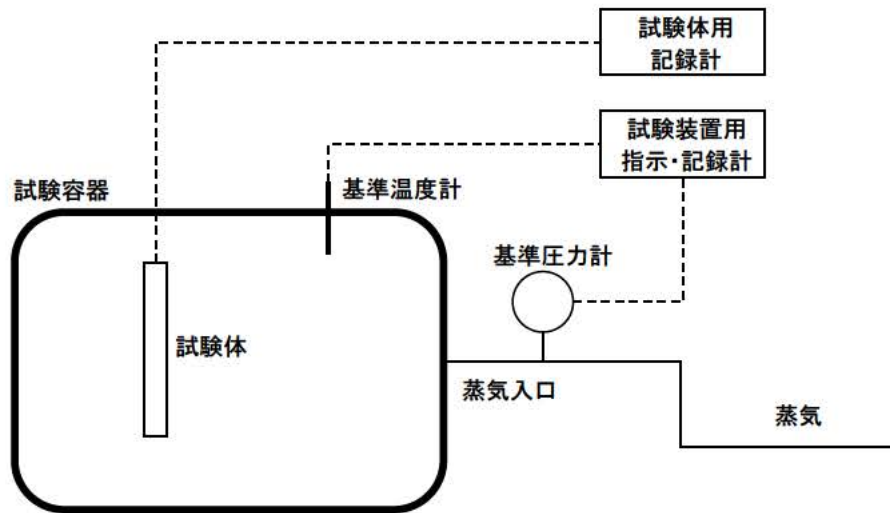 試験体用
記録計
試験装置用
指示・記録計
試験容器
基準温度計
基準圧力計
試験体
蒸気入口
蒸気